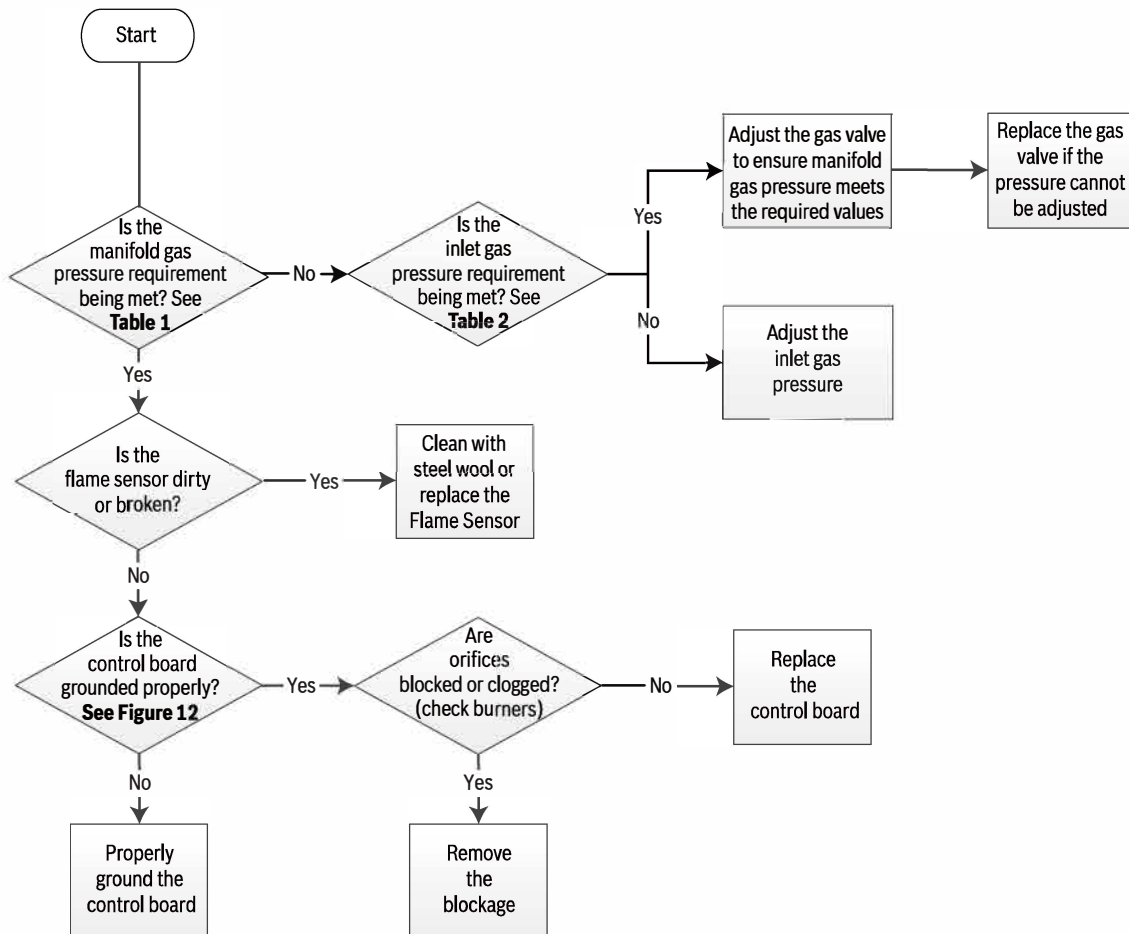 Start
Is the
manifold gas
pressure requirement
being met? See
Table 1
No
Is the
inlet gas
pressure requirement
being met? See
Table 2
Yes
Adjust the gas valve
to ensure manifold
gas pressure meets
the required values
Replace the gas
valve if the
pressure cannot
be adjusted
No
Adjust the
inlet gas
pressure
Yes
Is the
flame sensor dirty
or broken?
Yes
Clean with
steel wool or
replace the
Flame Sensor
No
Is the
control board
grounded properly?
See Figure 12
Yes
Are
orifices
blocked or clogged?
(check burners)
No
Replace
the
control board
No
Properly
ground the
control board
Yes
Remove
the
blockage